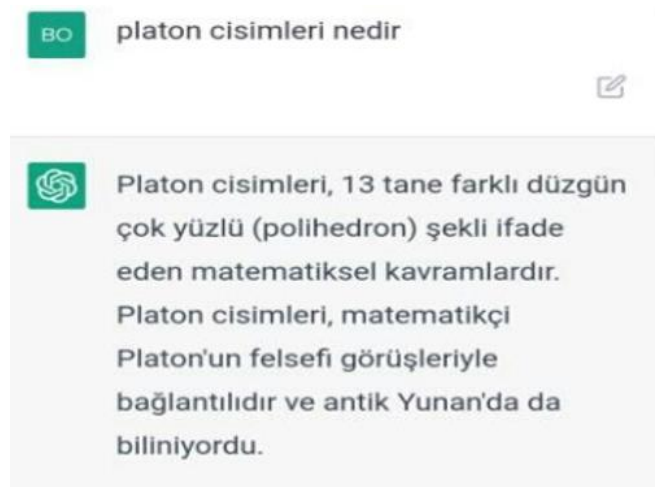 BO platon cisimleri nedir
Platon cisimleri, 13 tane farklı düzgün
çok yüzlü (polihedron) şekli ifade
eden matematiksel kavramlardır.
Platon cisimleri, matematikçi
Platon'un felsefi görüşleriyle
bağlantılıdır ve antik Yunan'da da
biliniyordu.